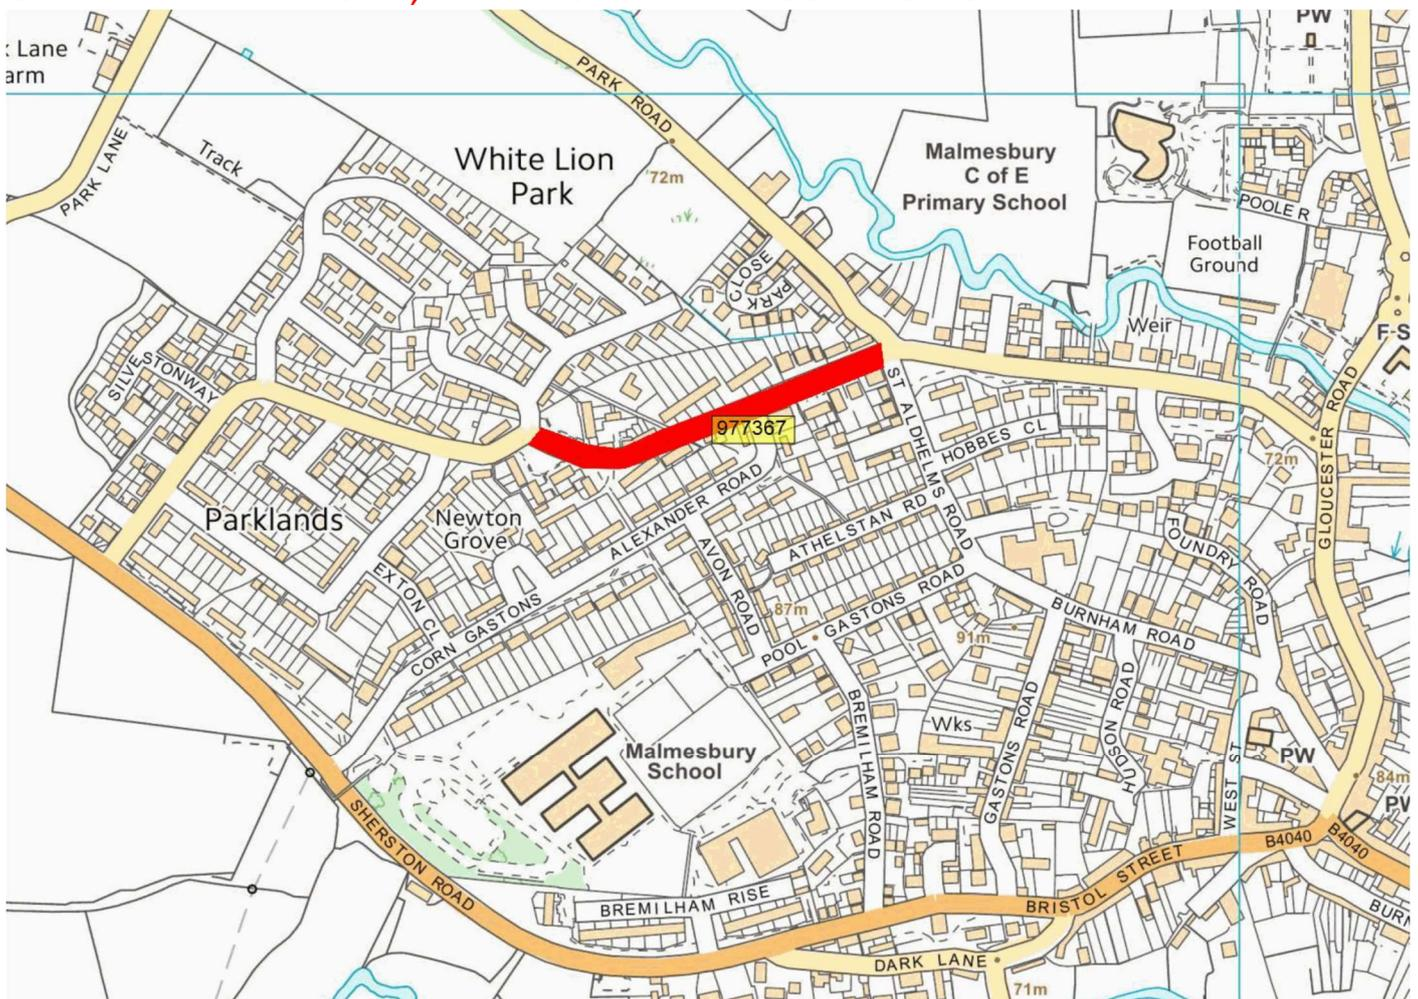 PW
Lane
arm
PARK ROAD
Track
PARK LANE
White Lion
Park
72m
Malmesbury
C of E
Primary School
POOLE R
Football
Ground
PARK
CLOSE
Weir
F S
SILVESTONWAY
977367
ST ALDHELMS ROAD
HOBBES CL
GLOUCESTER ROAD
72m
Parklands
Newton
Grove
ALEXANDER ROAD
AVON ROAD
ATHELSTAN RD
FOUNDRY ROAD
EXTON CL
CORN GASTONS
87m
POOL GASTONS ROAD
91m
BURNHAM ROAD
BREMILHAM ROAD
Wks
GASTONS ROAD
HUDSON ROAD
WEST ST
PW
84m
PW
Malmesbury
School
SHERSTON ROAD
B4040
B4040
BRISTOL STREET
BREMILHAM RISE
BURN
DARK LANE
71m